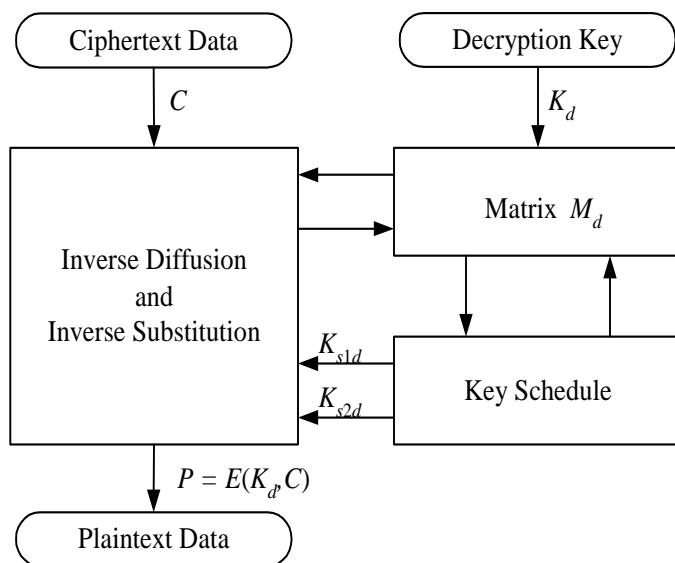 Ciphertext Data
Decryption Key
C
K_d
Matrix M_d
Inverse Diffusion
and
Inverse Substitution
K_s1d
K_s2d
Key Schedule
P = E(K_d,C)
Plaintext Data